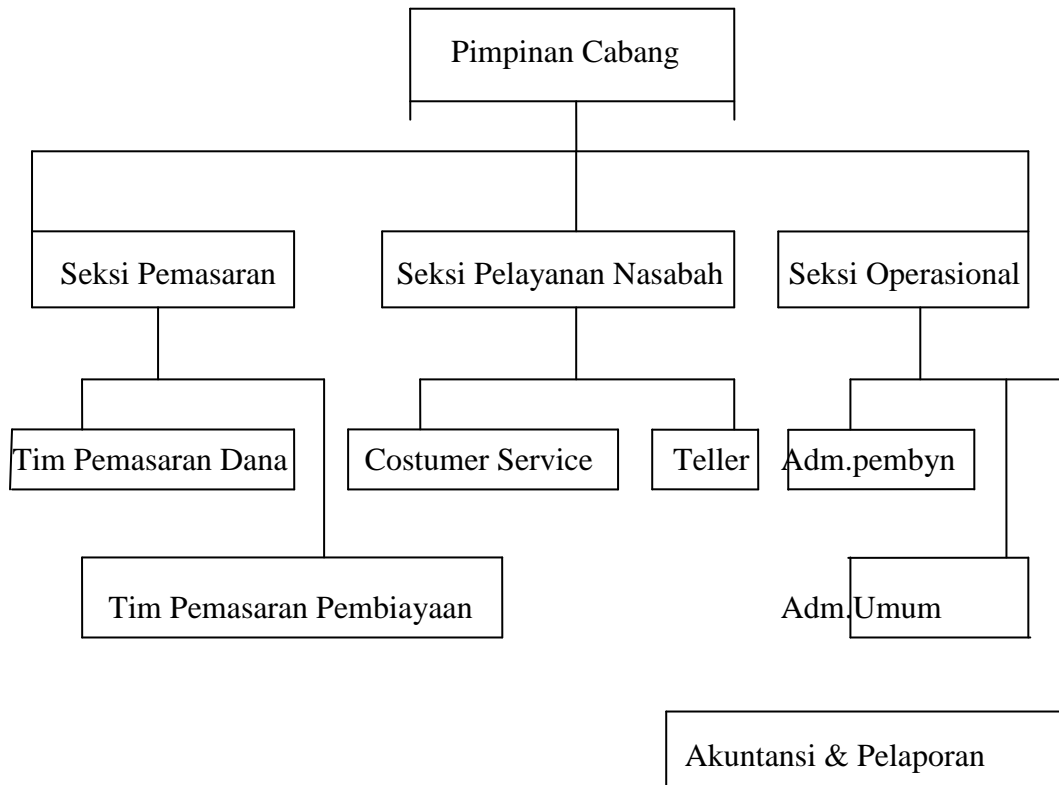 Pimpinan Cabang
Seksi Pemasaran
Seksi Pelayanan Nasabah
Seksi Operasional
Tim Pemasaran Dana
Costumer Service
Teller
Adm.pembyn
Tim Pemasaran Pembiayaan
Adm.Umum
Akuntansi & Pelaporan